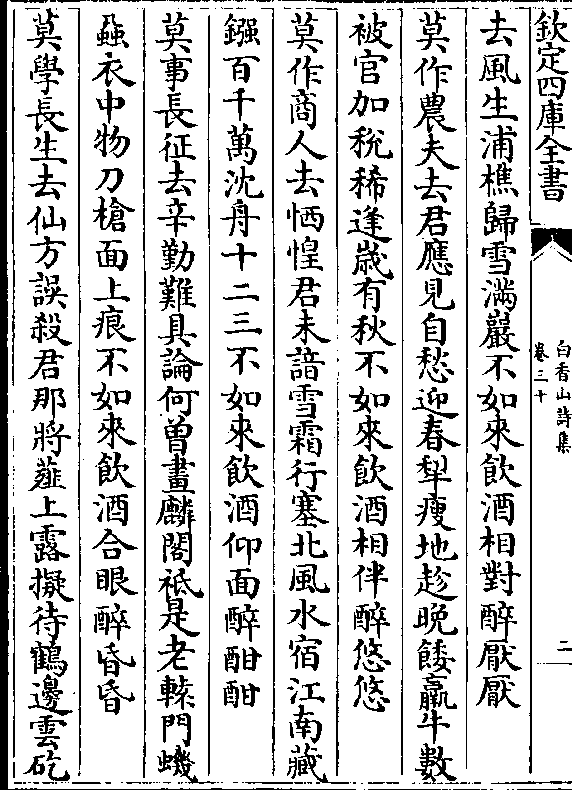 欽定四庫全書
白香山詩集
卷三十
二
去風生浦樵歸雪滿巖不如來飲酒相對醉厭厭
莫作農夫去君應見自愁迎春犁瘦地趁晚餧羸牛數
被官加稅稀逢歲有秋不如來飲酒相伴醉悠悠
莫作商人去恓惶君未諳雪霜行塞北風水宿江南藏
鏹百千萬沈舟十二三不如來飲酒仰面醉酣酣
莫事長征去辛勤難具論何曾畫麟閣祗是老轅門蟣
蝨衣中物刀槍面上痕不如來飲酒合眼醉昏昏
莫學長生去仙方誤殺君那將薤上露擬待鶴邊雲矻